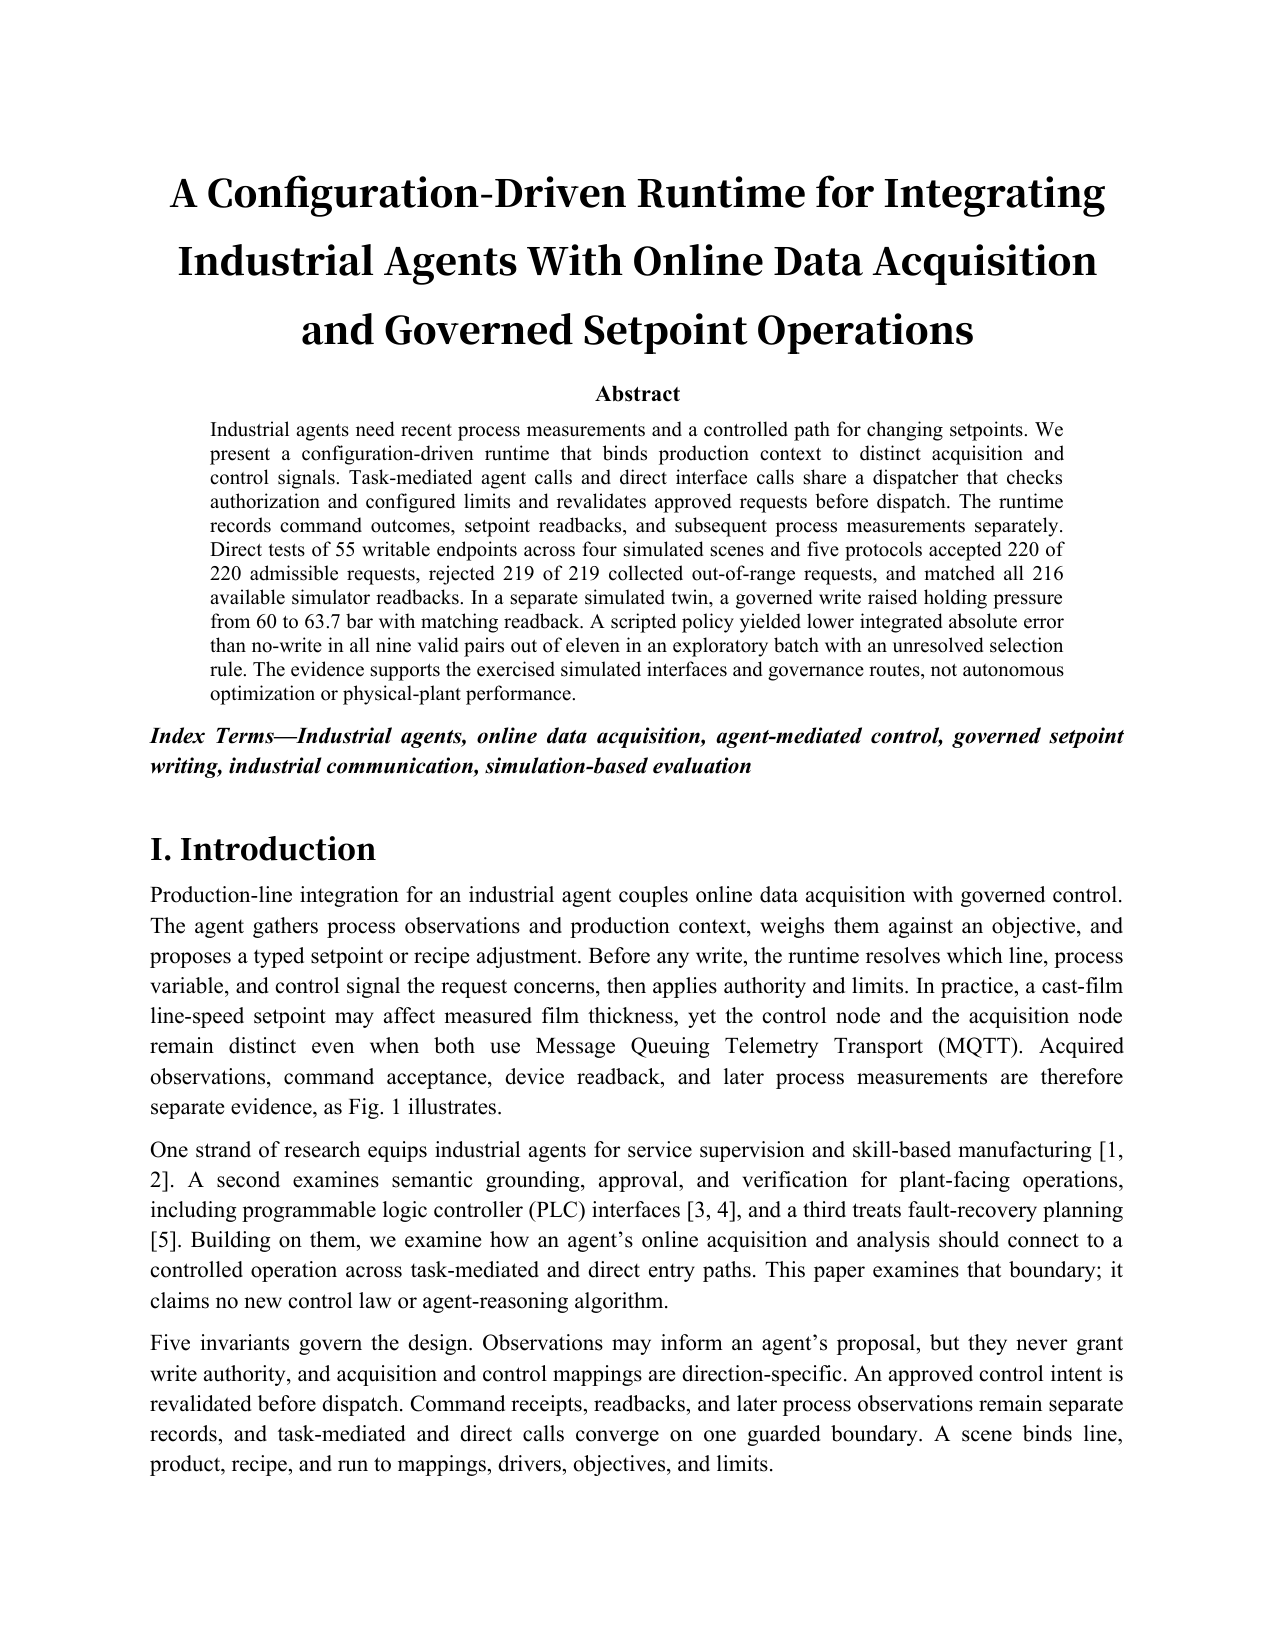 A Configuration-Driven Runtime for Integrating
Industrial Agents With Online Data Acquisition
and Governed Setpoint Operations
Abstract
Industrial agents need recent process measurements and a controlled path for changing setpoints. We
present a configuration-driven runtime that binds production context to distinct acquisition and
control signals. Task-mediated agent calls and direct interface calls share a dispatcher that checks
authorization and configured limits and revalidates approved requests before dispatch. The runtime
records command outcomes, setpoint readbacks, and subsequent process measurements separately.
Direct tests of 55 writable endpoints across four simulated scenes and five protocols accepted 220 of
220 admissible requests, rejected 219 of 219 collected out-of-range requests, and matched all 216
available simulator readbacks. In a separate simulated twin, a governed write raised holding pressure
from 60 to 63.7 bar with matching readback. A scripted policy yielded lower integrated absolute error
than no-write in all nine valid pairs out of eleven in an exploratory batch with an unresolved selection
rule. The evidence supports the exercised simulated interfaces and governance routes, not autonomous
optimization or physical-plant performance.
Index Terms—Industrial agents, online data acquisition, agent-mediated control, governed setpoint
writing, industrial communication, simulation-based evaluation
I. Introduction
Production-line integration for an industrial agent couples online data acquisition with governed control.
The agent gathers process observations and production context, weighs them against an objective, and
proposes a typed setpoint or recipe adjustment. Before any write, the runtime resolves which line, process
variable, and control signal the request concerns, then applies authority and limits. In practice, a cast-film
line-speed setpoint may affect measured film thickness, yet the control node and the acquisition node
remain distinct even when both use Message Queuing Telemetry Transport (MQTT). Acquired
observations, command acceptance, device readback, and later process measurements are therefore
separate evidence, as Fig. 1 illustrates.
One strand of research equips industrial agents for service supervision and skill-based manufacturing [1,
2]. A second examines semantic grounding, approval, and verification for plant-facing operations,
including programmable logic controller (PLC) interfaces [3, 4], and a third treats fault-recovery planning
[5]. Building on them, we examine how an agent’s online acquisition and analysis should connect to a
controlled operation across task-mediated and direct entry paths. This paper examines that boundary; it
claims no new control law or agent-reasoning algorithm.
Five invariants govern the design. Observations may inform an agent’s proposal, but they never grant
write authority, and acquisition and control mappings are direction-specific. An approved control intent is
revalidated before dispatch. Command receipts, readbacks, and later process observations remain separate
records, and task-mediated and direct calls converge on one guarded boundary. A scene binds line,
product, recipe, and run to mappings, drivers, objectives, and limits.